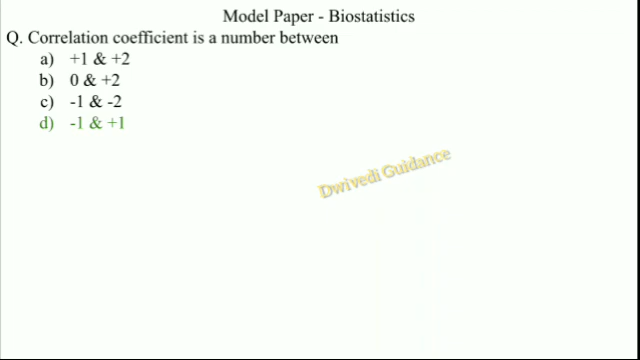 Model Paper - Biostatistics
Q. Correlation coefficient is a number between
a) +1 & +2
b) 0 & +2
c) -1 & -2
d) -1 & +1
Dwivedi Guidance